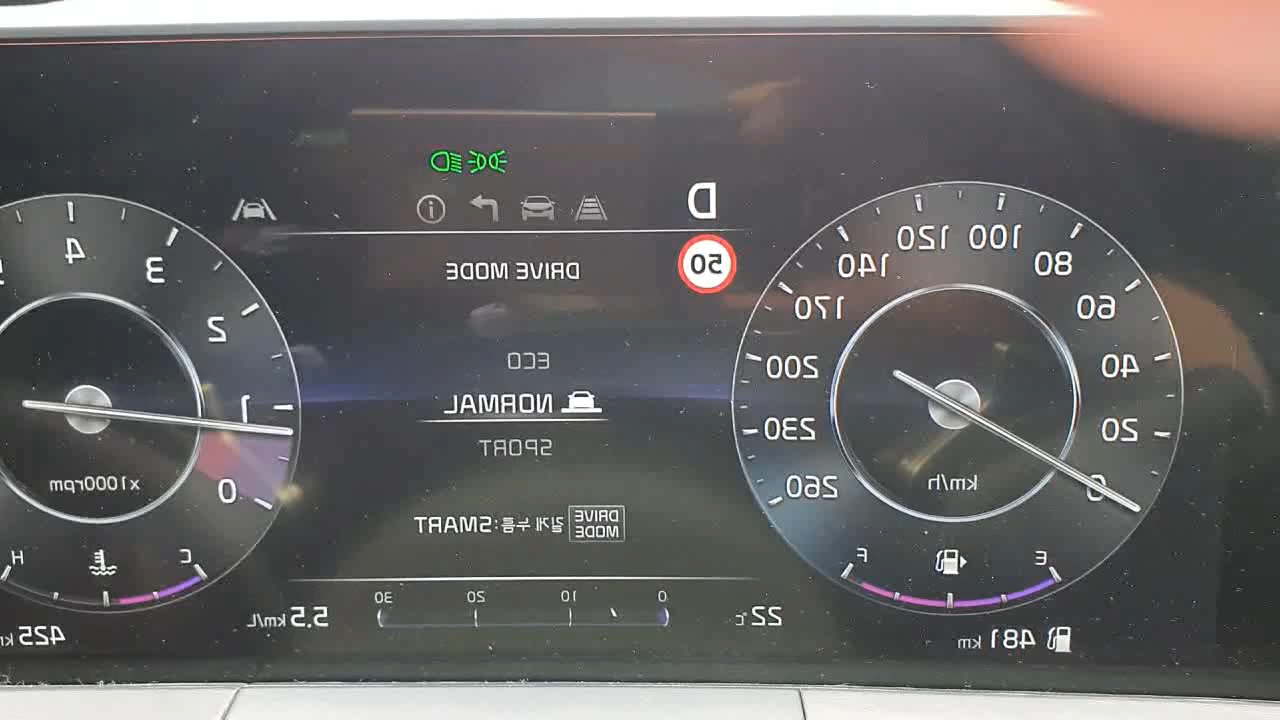 D
50
DRIVE MODE
ECO
NORMAL
SPORT
DRIVE MODE 길게 누름: SMART
0 10 20 30
22℃
5.5 km/L
0
20
40
60
80
100
120
140
170
200
230
260
km/h
E
F
481 km
0
1
2
3
4
x1000rpm
C
H
425 k